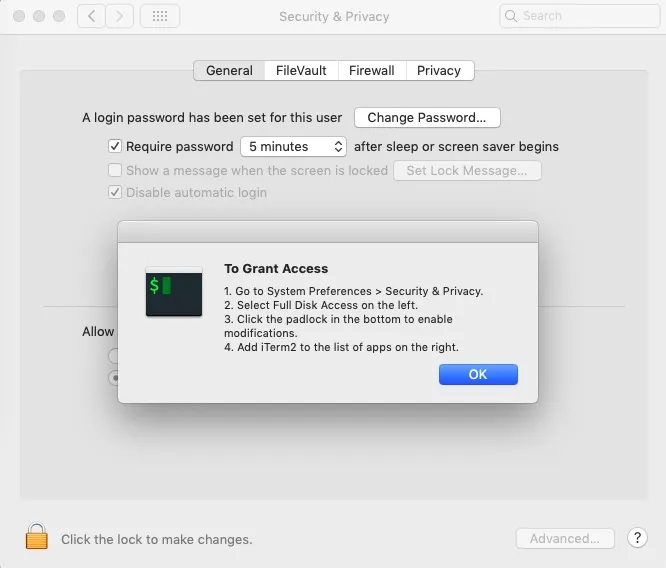 Security & Privacy
Search
General FileVault Firewall Privacy
A login password has been set for this user Change Password...
Require password 5 minutes after sleep or screen saver begins
Show a message when the screen is locked Set Lock Message...
Disable automatic login
To Grant Access
$
1. Go to System Preferences > Security & Privacy.
2. Select Full Disk Access on the left.
3. Click the padlock in the bottom to enable
modifications.
4. Add iTerm2 to the list of apps on the right.
Allow
OK
Click the lock to make changes. Advanced... ?